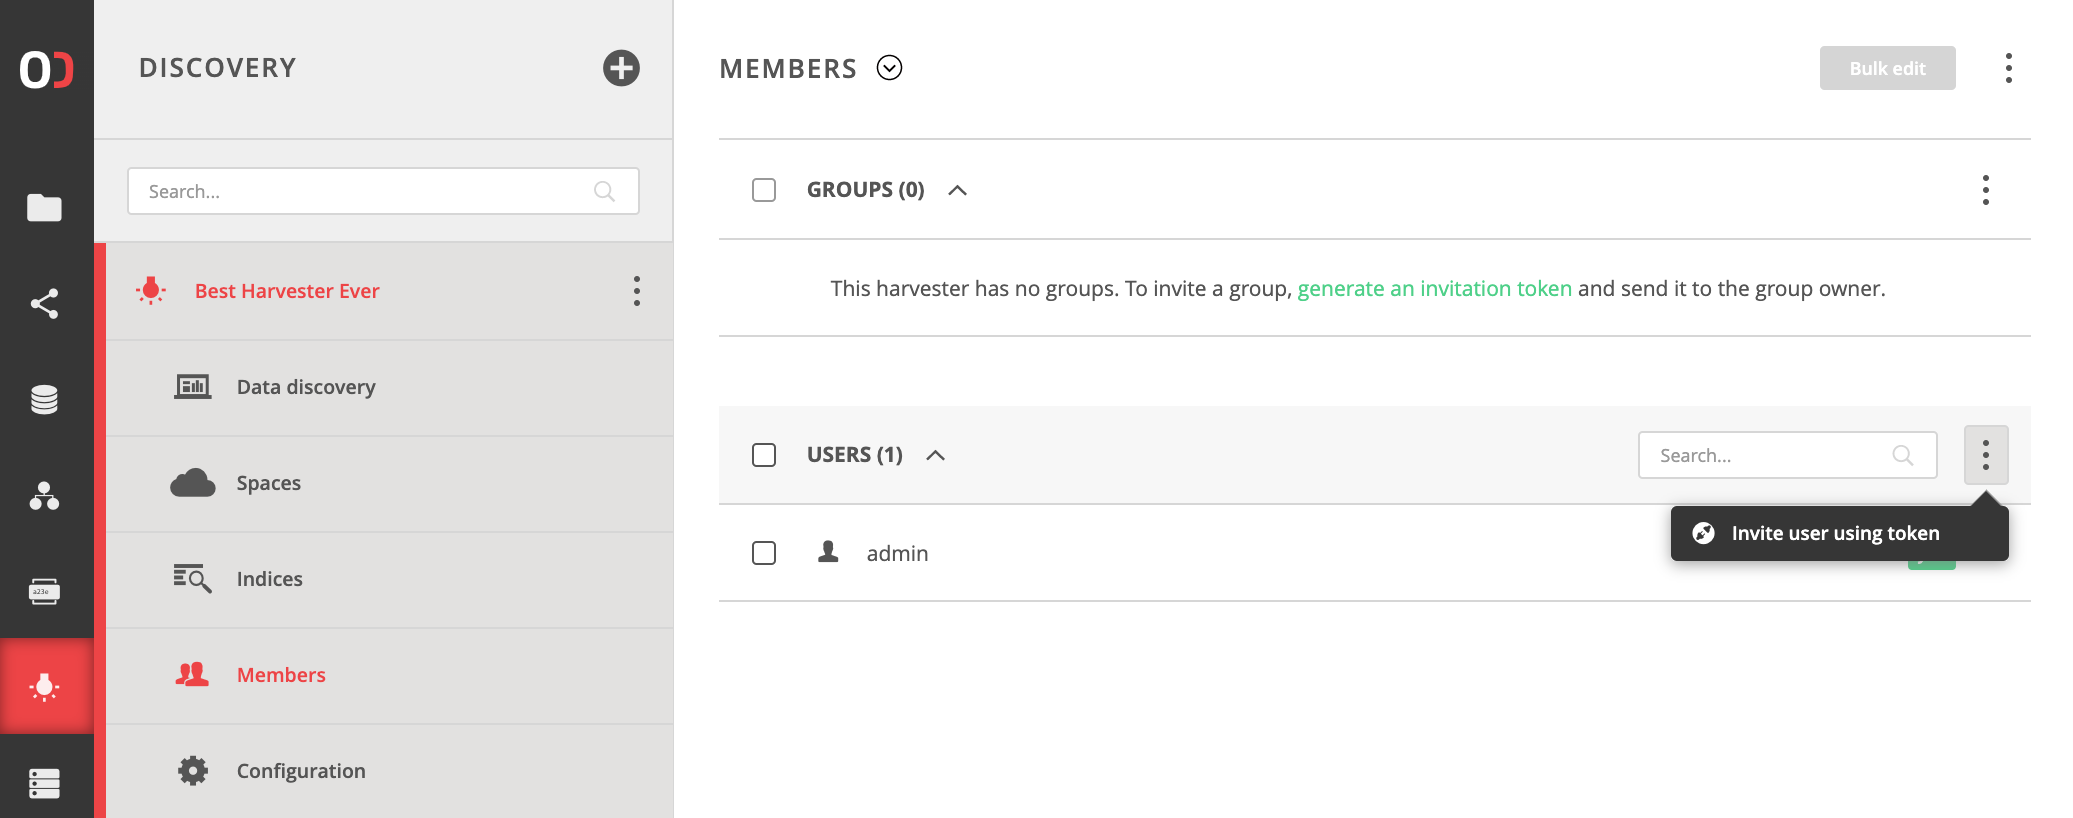 DISCOVERY
Search...
Best Harvester Ever
Data discovery
Spaces
Indices
Members
Configuration
a23e
MEMBERS
Bulk edit
GROUPS (0)
This harvester has no groups. To invite a group, generate an invitation token and send it to the group owner.
USERS (1)
Search...
Invite user using token
admin